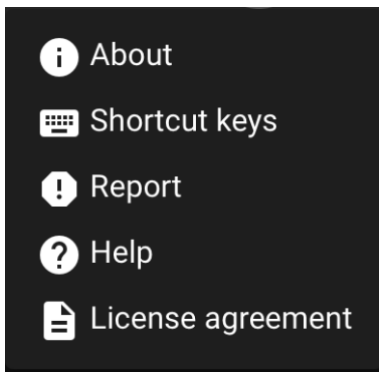 About
Shortcut keys
Report
Help
License agreement